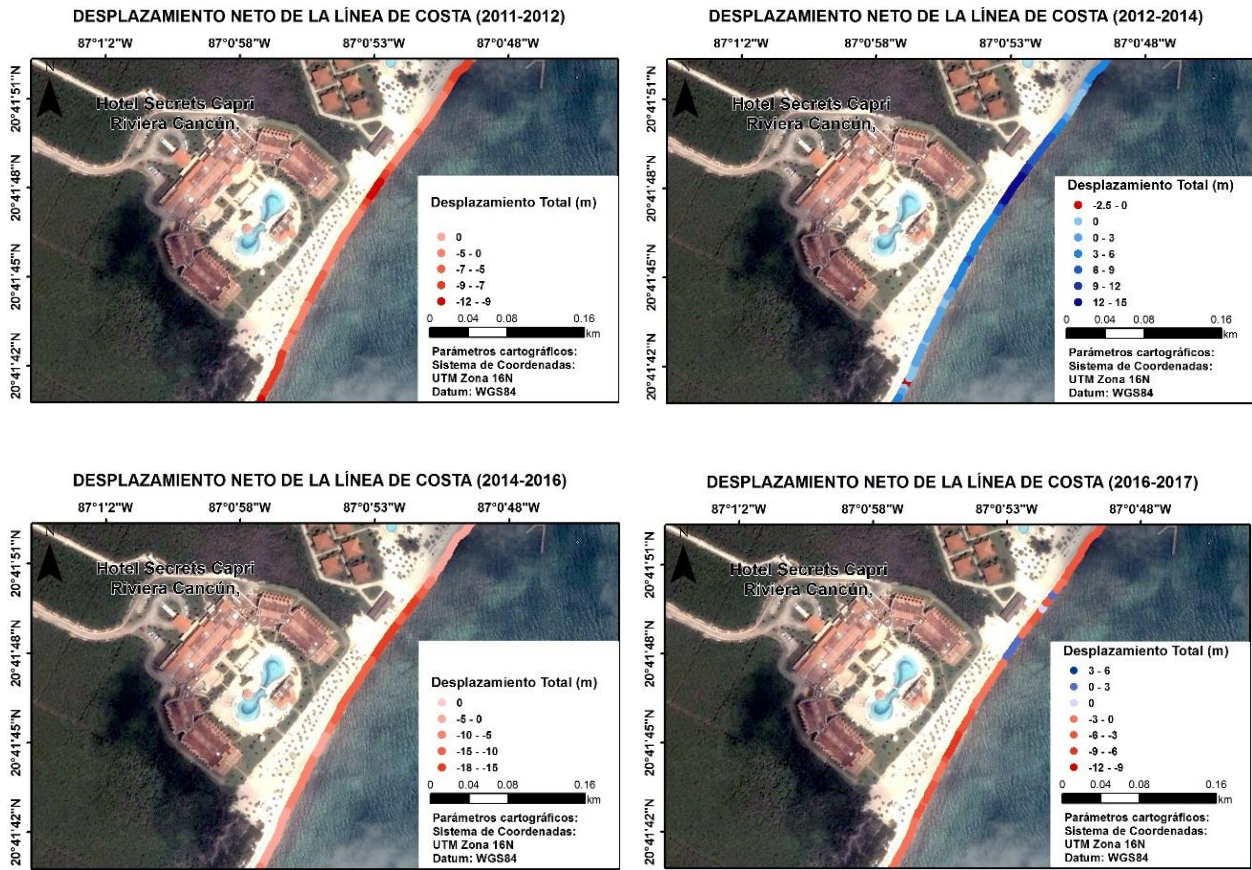 DESPLAZAMIENTO NETO DE LA LÍNEA DE COSTA (2011-2012)
87°1'2"W 87°0'58"W 87°0'53"W 87°0'48"W
20°41'51"N
20°41'48"N
20°41'45"N
20°41'42"N
N
Hotel Secrets Capri
Riviera Cancún,
Desplazamiento Total (m)
0
-5 - 0
-7 - -5
-9 - -7
-12 - -9
0 0.04 0.08 0.16
km
Parámetros cartográficos:
Sistema de Coordenadas:
UTM Zona 16N
Datum: WGS84
DESPLAZAMIENTO NETO DE LA LÍNEA DE COSTA (2012-2014)
87°1'2"W 87°0'58"W 87°0'53"W 87°0'48"W
20°41'51"N
20°41'48"N
20°41'45"N
20°41'42"N
N
Hotel Secrets Capri
Riviera Cancún,
Desplazamiento Total (m)
-2.5 - 0
0
0 - 3
3 - 6
6 - 9
9 - 12
12 - 15
0 0.04 0.08 0.16
km
Parámetros cartográficos:
Sistema de Coordenadas:
UTM Zona 16N
Datum: WGS84
DESPLAZAMIENTO NETO DE LA LÍNEA DE COSTA (2014-2016)
87°1'2"W 87°0'58"W 87°0'53"W 87°0'48"W
20°41'51"N
20°41'48"N
20°41'45"N
20°41'42"N
N
Hotel Secrets Capri
Riviera Cancún,
Desplazamiento Total (m)
0
-5 - 0
-10 - -5
-15 - -10
-18 - -15
0 0.04 0.08 0.16
km
Parámetros cartográficos:
Sistema de Coordenadas:
UTM Zona 16N
Datum: WGS84
DESPLAZAMIENTO NETO DE LA LÍNEA DE COSTA (2016-2017)
87°1'2"W 87°0'58"W 87°0'53"W 87°0'48"W
20°41'51"N
20°41'48"N
20°41'45"N
20°41'42"N
N
Hotel Secrets Capri
Riviera Cancún,
Desplazamiento Total (m)
3 - 6
0 - 3
0
-3 - 0
-6 - -3
-9 - -6
-12 - -9
0 0.04 0.08 0.16
km
Parámetros cartográficos:
Sistema de Coordenadas:
UTM Zona 16N
Datum: WGS84